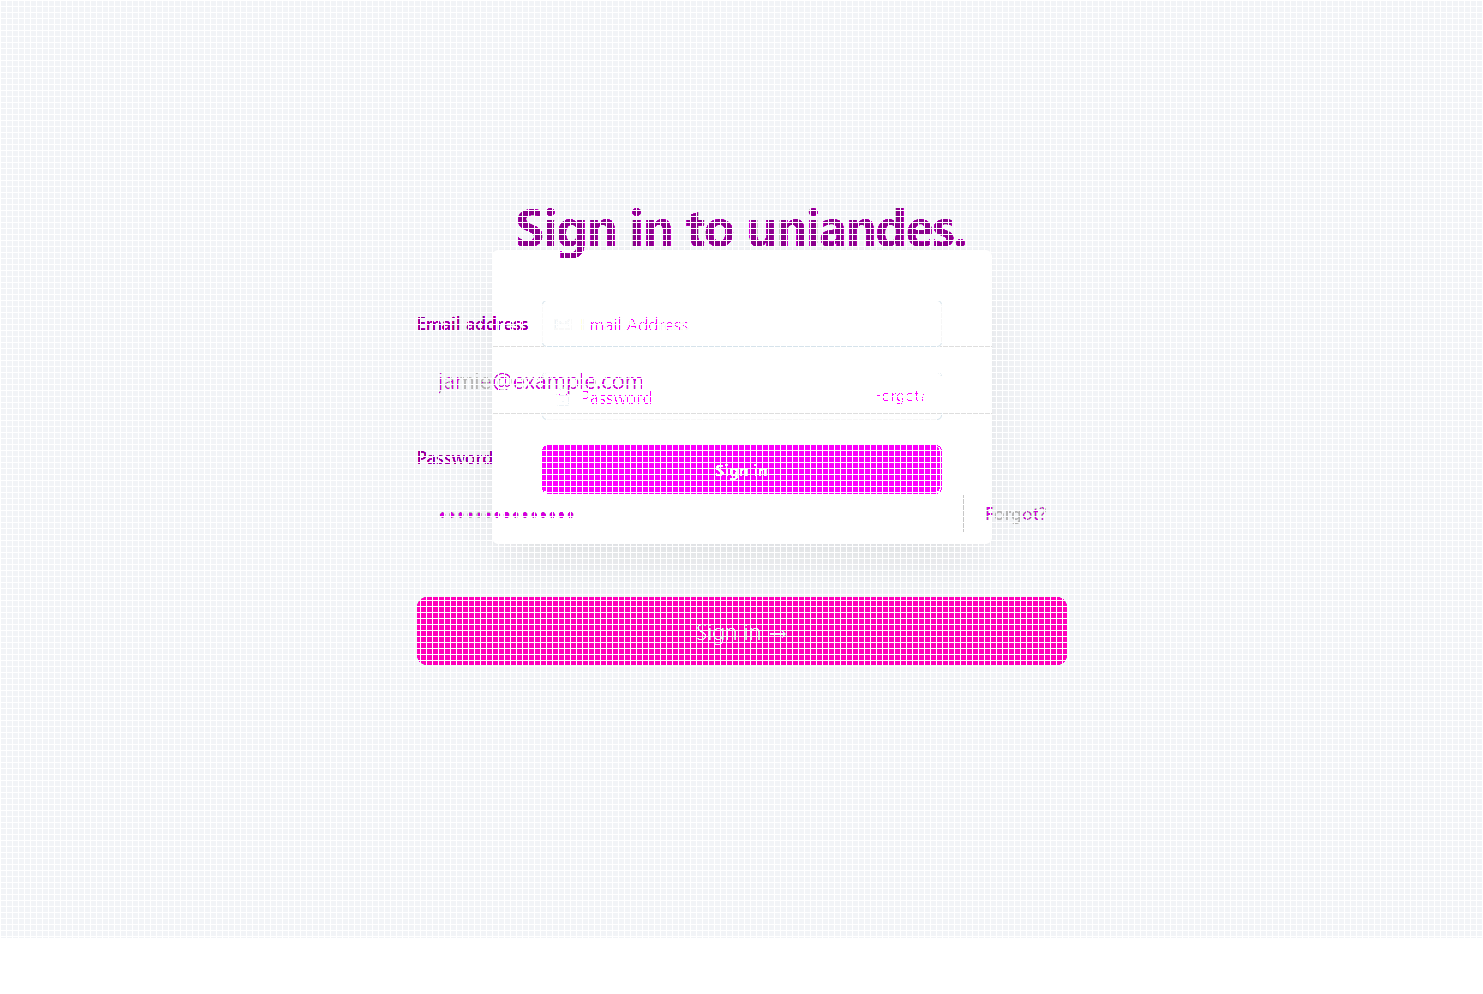 Sign in to uniandes.
Email address
Email Address
jamie@example.com
Password
Forgot?
Sign in
Password
Forgot?
Sign in →